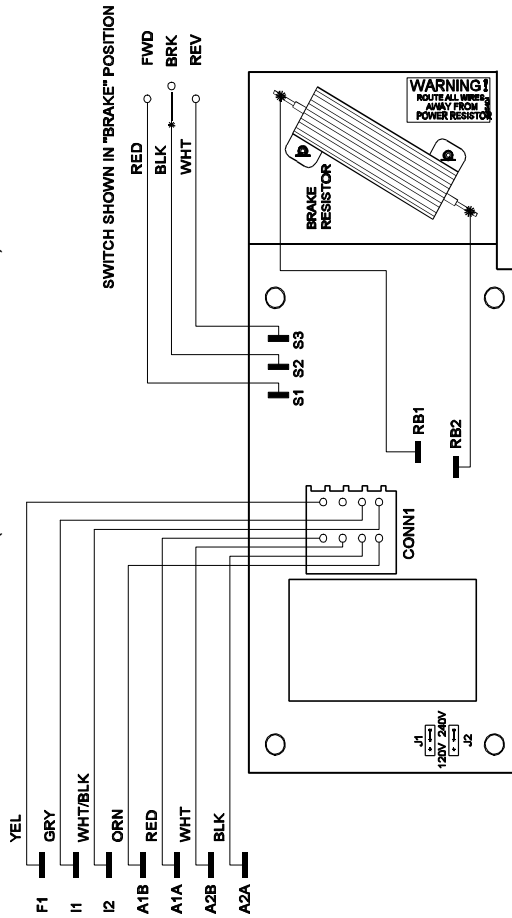 SWITCH SHOWN IN "BRAKE" POSITION
FWD
BRK
REV
RED
BLK
WHT
WARNING!
ROUTE ALL WIRES
AWAY FROM
POWER RESISTOR
BRAKE
RESISTOR
S1
S2
S3
RB1
RB2
CONN1
J1
120V 240V
J2
YEL
GRY
WHT/BLK
ORN
RED
WHT
BLK
F1
I1
I2
A1B
A1A
A2B
A2A